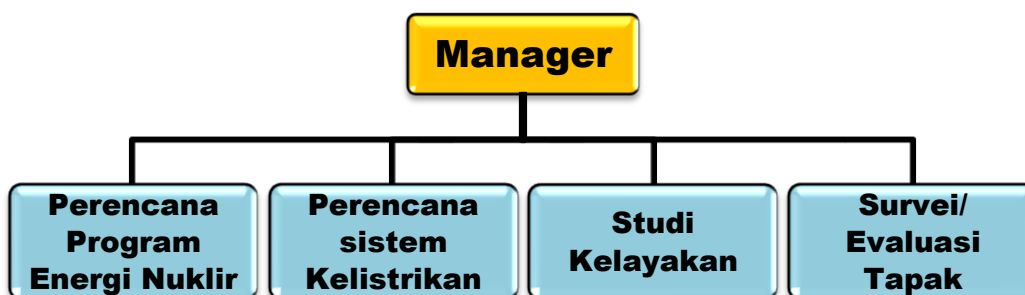 Manager
Perencana
Program
Energi Nuklir
Perencana
sistem
Kelistrikan
Studi
Kelayakan
Survei/
Evaluasi
Tapak